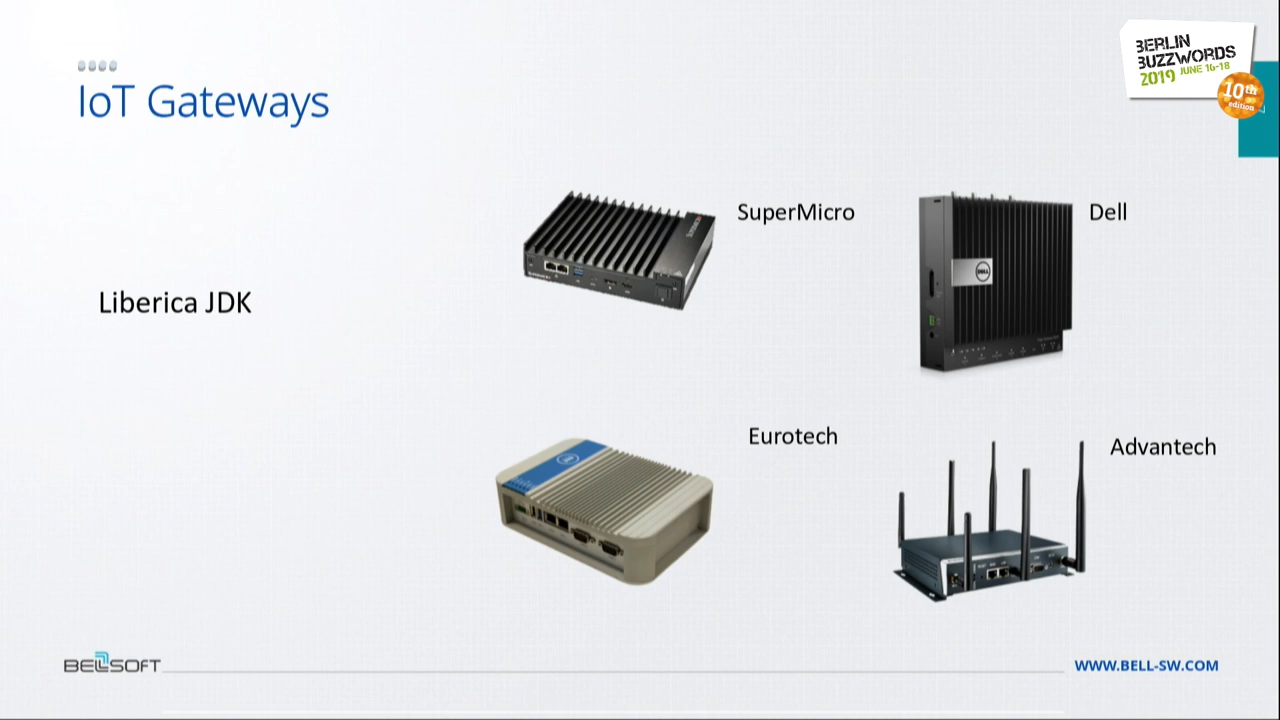 IoT Gateways
BERLIN
BUZZWORDS
2019 JUNE 16-18
10th
edition
SuperMicro
Dell
DELL
Liberica JDK
Eurotech
Advantech
BELLSOFT
WWW.BELL-SW.COM